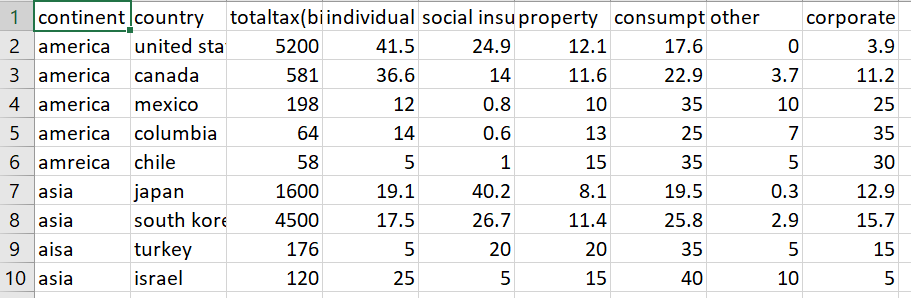 1 continent country totaltax(bi individual social insu property consumpt other corporate
2 america united sta 5200 41.5 24.9 12.1 17.6 0 3.9
3 america canada 581 36.6 14 11.6 22.9 3.7 11.2
4 america mexico 198 12 0.8 10 35 10 25
5 america columbia 64 14 0.6 13 25 7 35
6 amreica chile 58 5 1 15 35 5 30
7 asia japan 1600 19.1 40.2 8.1 19.5 0.3 12.9
8 asia south kore 4500 17.5 26.7 11.4 25.8 2.9 15.7
9 aisa turkey 176 5 20 20 35 5 15
10 asia israel 120 25 5 15 40 10 5